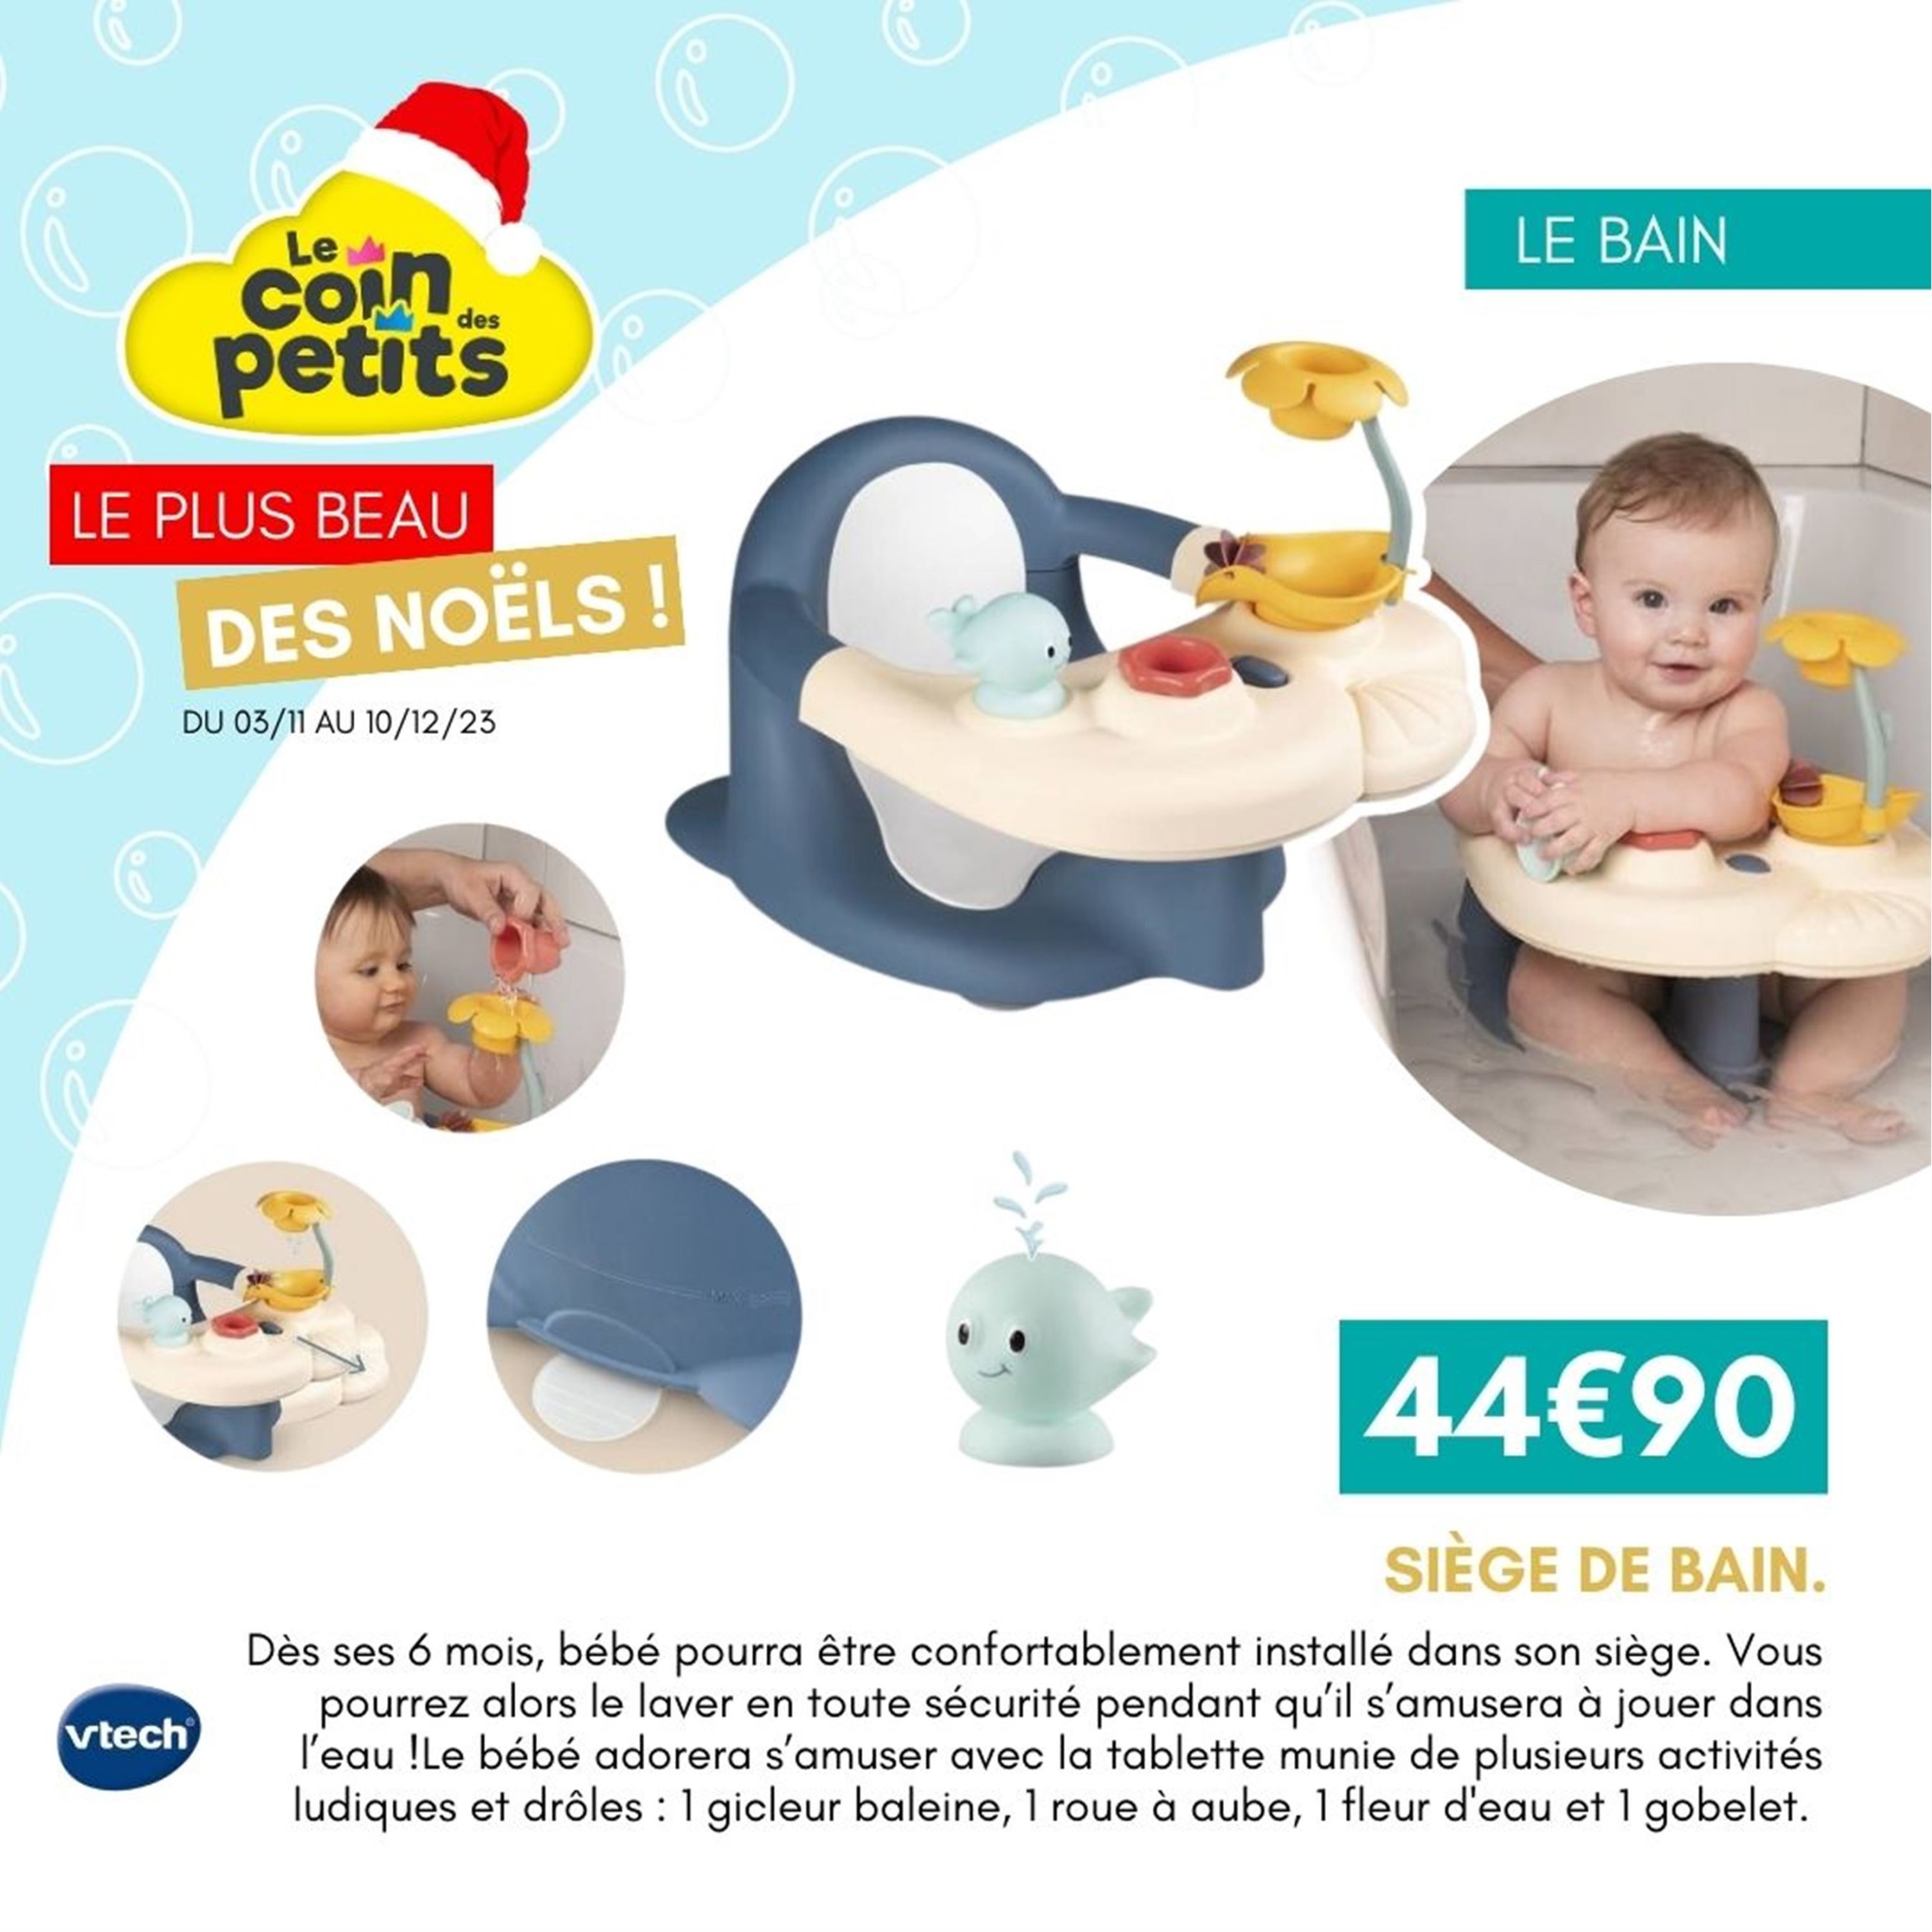 Le
coin des
petits
LE BAIN
LE PLUS BEAU
DES NOËLS !
DU 03/11 AU 10/12/23
44€90
SIÈGE DE BAIN.
Dès ses 6 mois, bébé pourra être confortablement installé dans son siège. Vous
pourrez alors le laver en toute sécurité pendant qu’il s’amusera à jouer dans
l’eau !Le bébé adorera s’amuser avec la tablette munie de plusieurs activités
ludiques et drôles : 1 gicleur baleine, 1 roue à aube, 1 fleur d'eau et 1 gobelet.
vtech®